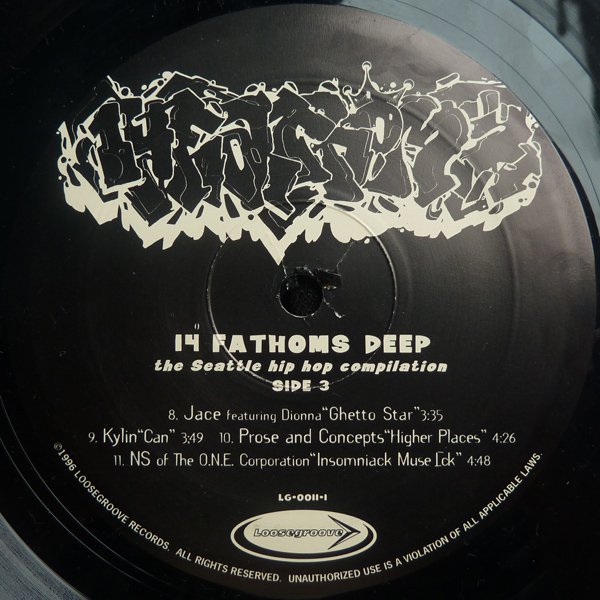 14 FATHOMS
14 FATHOMS DEEP
the Seattle hip hop compilation
SIDE 3
8. Jace featuring Dionna "Ghetto Star" 3:35
9. Kylin "Can" 3:49 10. Prose and Concepts "Higher Places" 4:26
11. NS of The O.N.E. Corporation "Insomniack Muse Ick" 4:48
LG-0011-1
Loosegroove
©1996 LOOSEGROOVE RECORDS. ALL RIGHTS RESERVED. UNAUTHORIZED USE IS A VIOLATION OF ALL APPLICABLE LAWS.